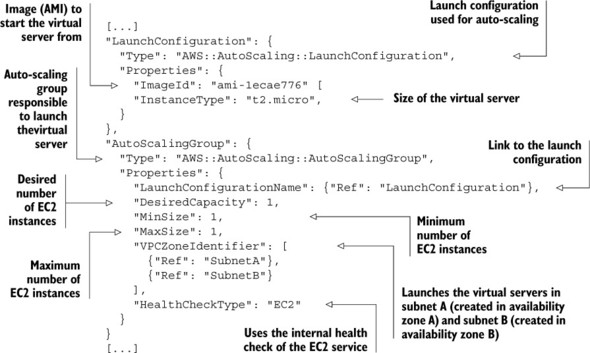 Image (AMI) to
start the virtual
server from
Launch configuration
used for auto-scaling
[...]
"LaunchConfiguration": {
"Type": "AWS::AutoScaling::LaunchConfiguration",
"Properties": {
"ImageId": "ami-1ecae776" [
"InstanceType": "t2.micro",
}
},
Size of the virtual server
Auto-scaling
group
responsible
to launch
thevirtual
server
"AutoScalingGroup": {
"Type": "AWS::AutoScaling::AutoScalingGroup",
"Properties": {
"LaunchConfigurationName": {"Ref": "LaunchConfiguration"},
"DesiredCapacity": 1,
"MinSize": 1,
"MaxSize": 1,
"VPCZoneIdentifier": [
{"Ref": "SubnetA"},
{"Ref": "SubnetB"}
],
"HealthCheckType": "EC2"
}
}
[...]
Link to the launch
configuration
Desired
number
of EC2
instances
Minimum
number of
EC2 instances
Maximum
number of
EC2 instances
Launches the virtual servers in
subnet A (created in availability
zone A) and subnet B (created in
availability zone B)
Uses the internal health
check of the EC2 service